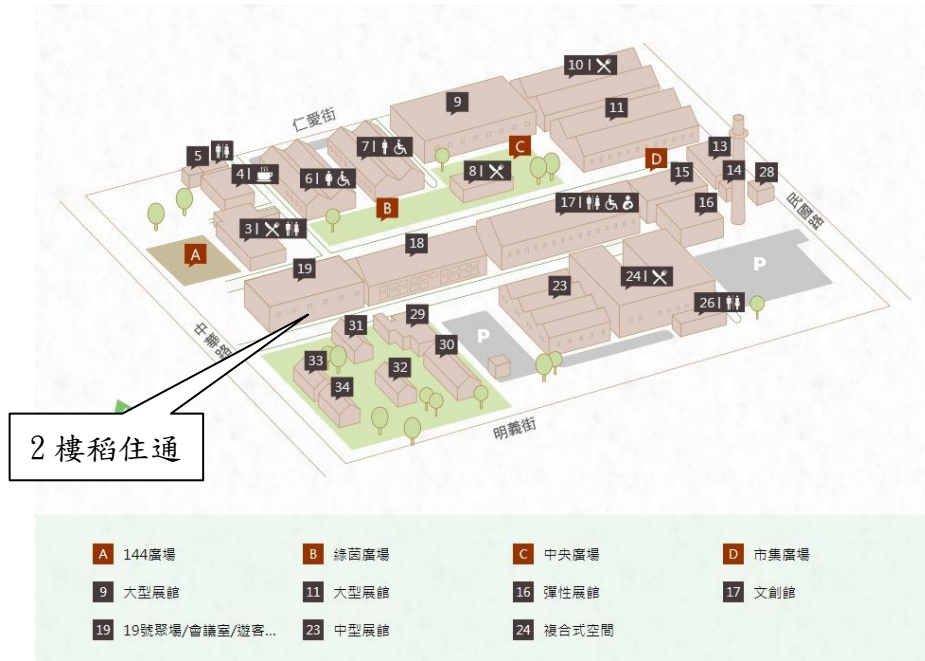 10 |
9
11
仁愛街
C
7 |
5
13
D
4 |
6 |
8 |
15
14
28
B
17 |
16
民國路
3 |
18
A
19
P
24 |
23
26 |
29
31
P
中華路
30
33
32
34
明義街
2樓稻住通
A 144廣場
B 綠茵廣場
C 中央廣場
D 市集廣場
9 大型展館
11 大型展館
16 彈性展館
17 文創館
19 19號聚場/會議室/遊客...
23 中型展館
24 複合式空間